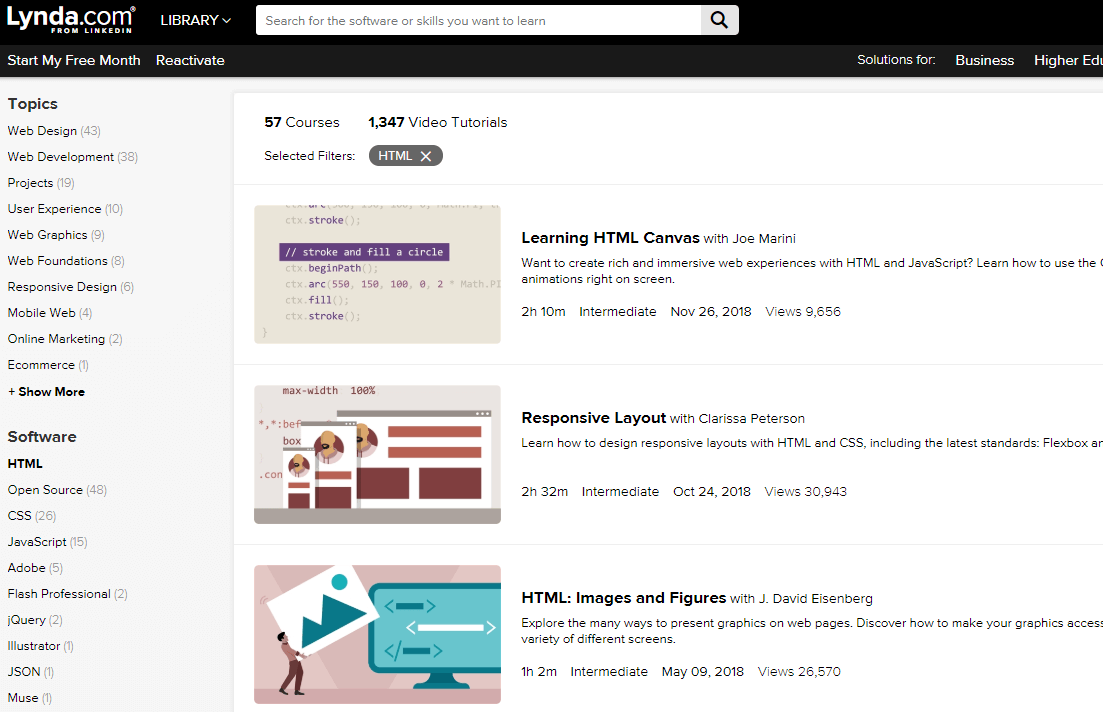 Lynda.com®
FROM LINKEDIN
LIBRARY
Search for the software or skills you want to learn
Start My Free Month Reactivate
Solutions for: Business Higher Edu
Topics
Web Design (43)
Web Development (38)
Projects (19)
User Experience (10)
Web Graphics (9)
Web Foundations (8)
Responsive Design (6)
Mobile Web (4)
Online Marketing (2)
Ecommerce (1)
+ Show More
Software
HTML
Open Source (48)
CSS (26)
JavaScript (15)
Adobe (5)
Flash Professional (2)
jQuery (2)
Illustrator (1)
JSON (1)
Muse (1)
57 Courses 1,347 Video Tutorials
Selected Filters: HTML
ctx.stroke();
// stroke and fill a circle
ctx.beginPath();
ctx.arc(550, 150, 100, 0, 2 * Math.PI
ctx.fill();
ctx.stroke();
}
Learning HTML Canvas with Joe Marini
Want to create rich and immersive web experiences with HTML and JavaScript? Learn how to use the
animations right on screen.
2h 10m Intermediate Nov 26, 2018 Views 9,656
max-width 100%
*,*:bef
box
.con
Responsive Layout with Clarissa Peterson
Learn how to design responsive layouts with HTML and CSS, including the latest standards: Flexbox an
2h 32m Intermediate Oct 24, 2018 Views 30,943
HTML: Images and Figures with J. David Eisenberg
Explore the many ways to present graphics on web pages. Discover how to make your graphics access
variety of different screens.
1h 2m Intermediate May 09, 2018 Views 26,570